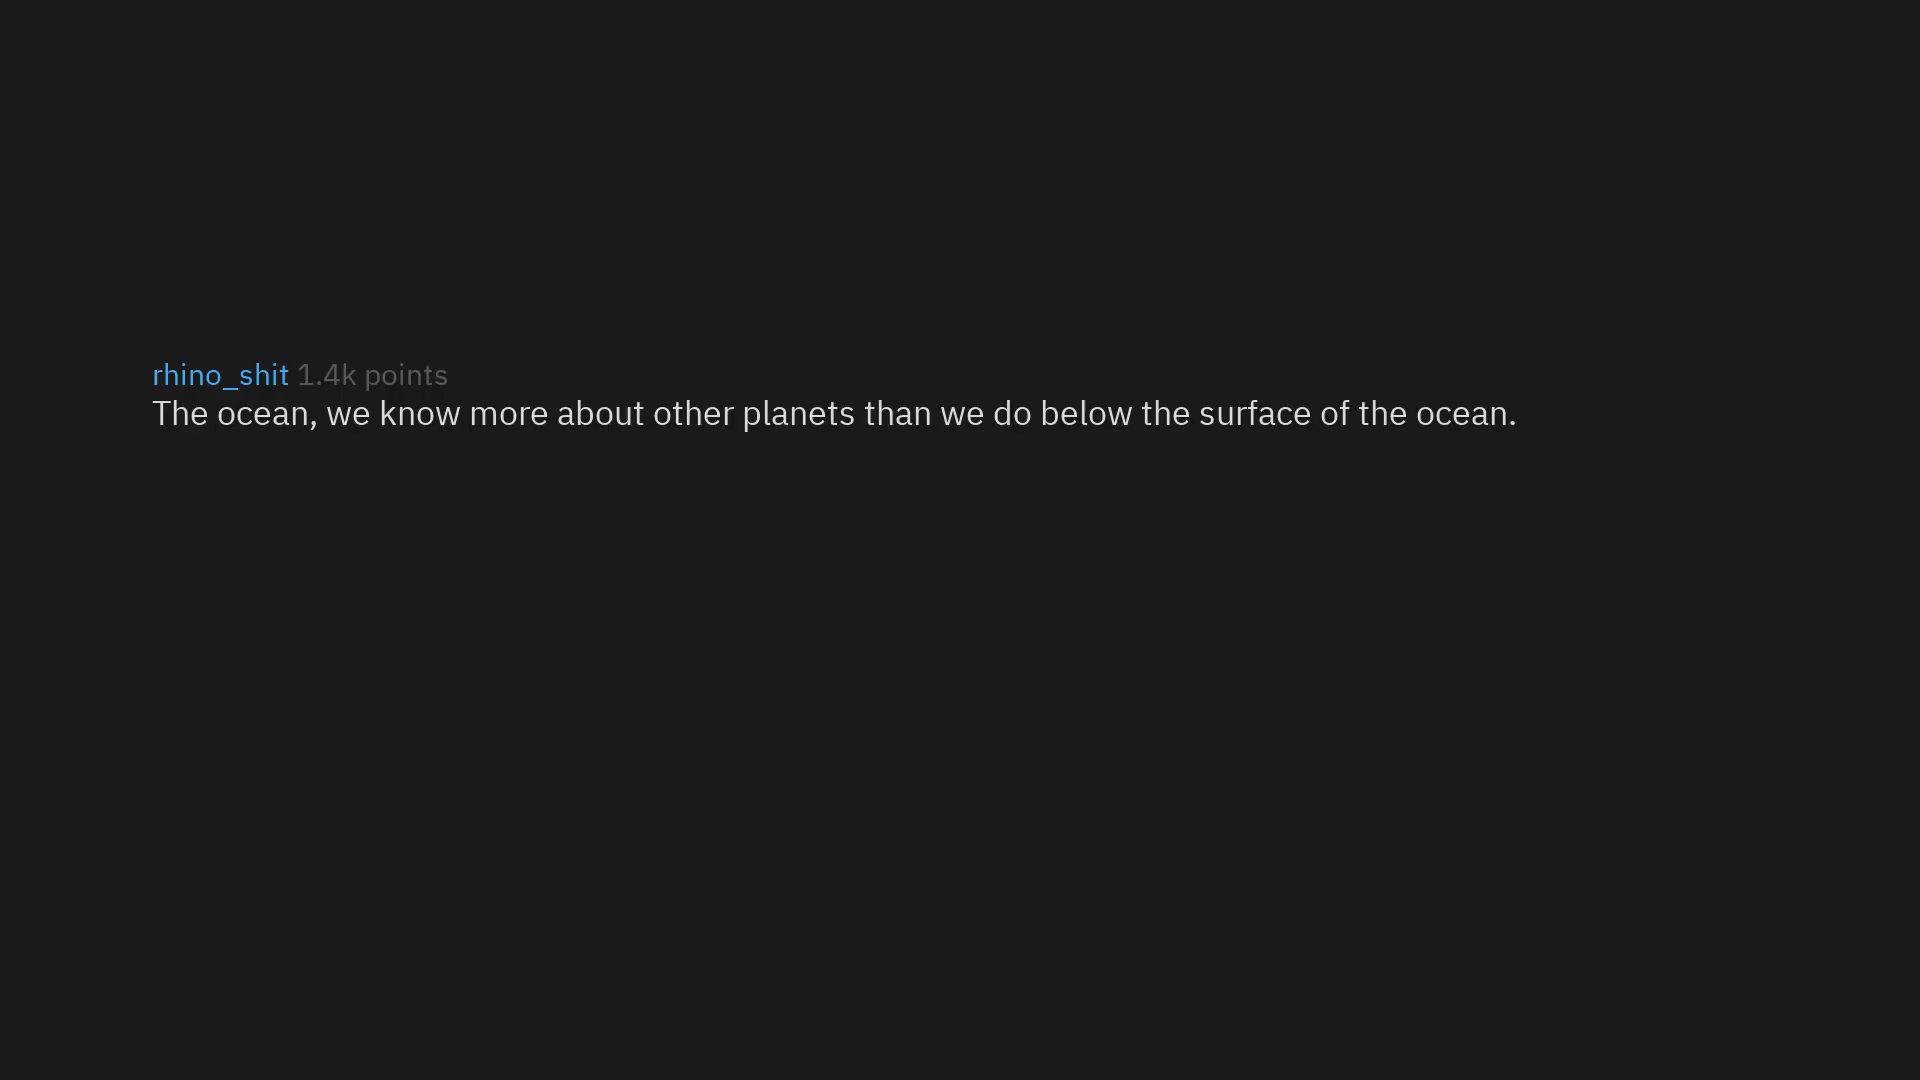 rhino_shit 1.4k points
The ocean, we know more about other planets than we do below the surface of the ocean.